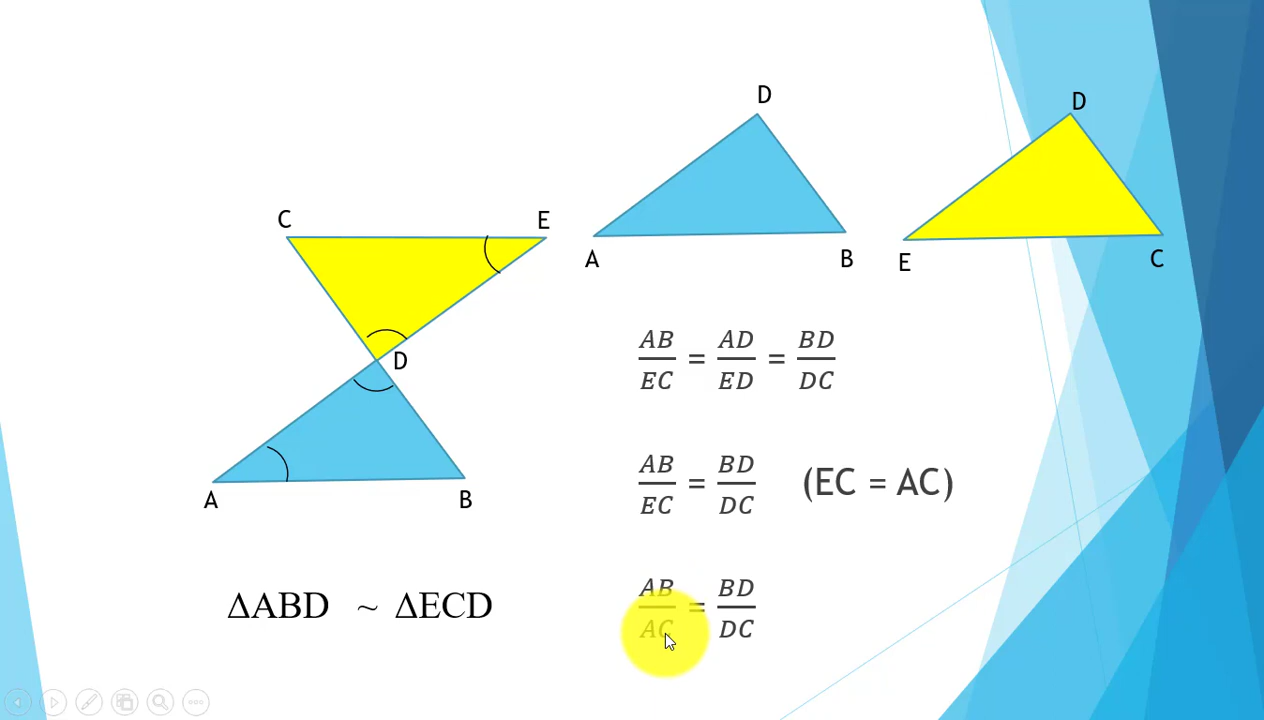 D
D
A
B
E
C
C
E
D
A
B
AB/EC = AD/ED = BD/DC
AB/EC = BD/DC (EC = AC)
AB/AC = BD/DC
ΔABD ~ ΔECD